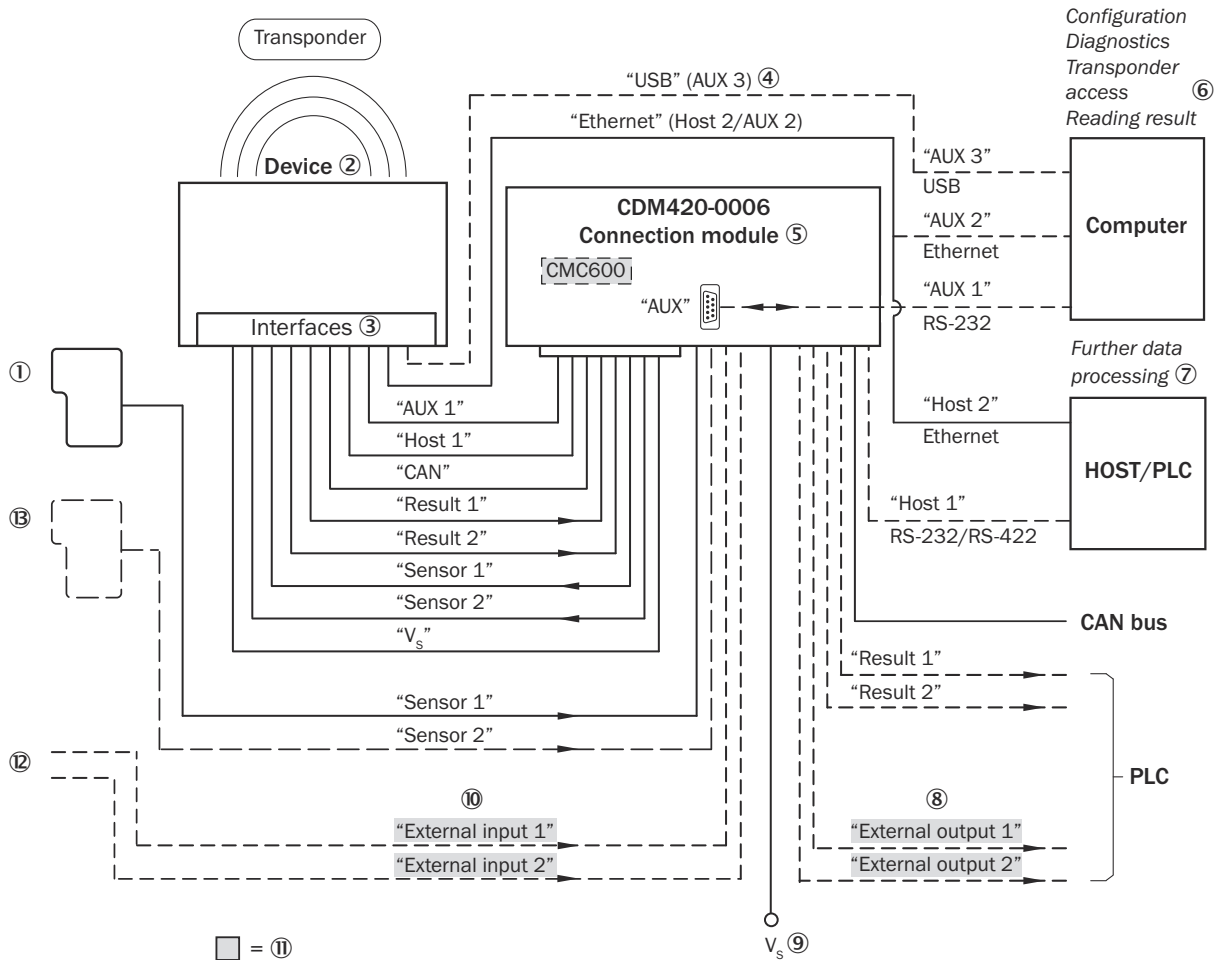 Transponder
Configuration
Diagnostics
Transponder
access
⑥
Reading result
“USB” (AUX 3) ④
“Ethernet” (Host 2/AUX 2)
Device ②
Interfaces ③
CDM420-0006
Connection module ⑤
CMC600
“AUX”
“AUX 3”
USB
“AUX 2”
Ethernet
“AUX 1”
RS-232
Computer
Further data
processing ⑦
“Host 2”
Ethernet
HOST/PLC
“Host 1”
RS-232/RS-422
①
“AUX 1”
“Host 1”
“CAN”
“Result 1”
“Result 2”
“Sensor 1”
“Sensor 2”
“Vs”
⑬
CAN bus
“Result 1”
“Result 2”
PLC
“Sensor 1”
“Sensor 2”
⑫
⑩
“External input 1”
“External input 2”
⑧
“External output 1”
“External output 2”
= ⑪
Vs ⑨